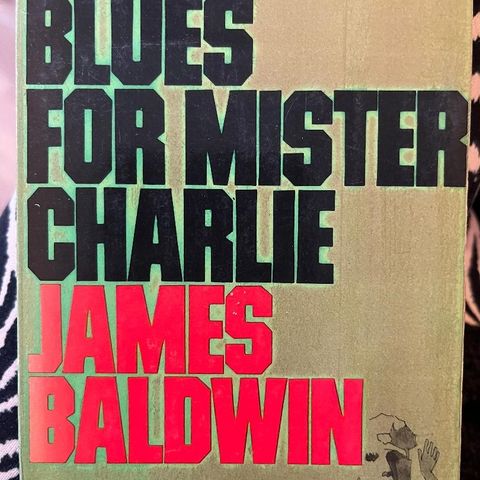 BLUES
FOR MISTER
CHARLIE
JAMES
BALDWIN